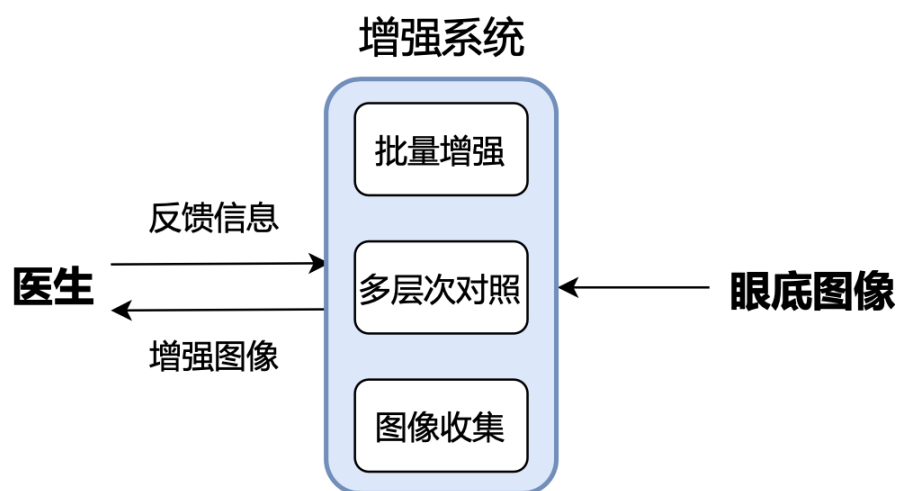 增强系统
批量增强
反馈信息
医生
多层次对照
眼底图像
增强图像
图像收集